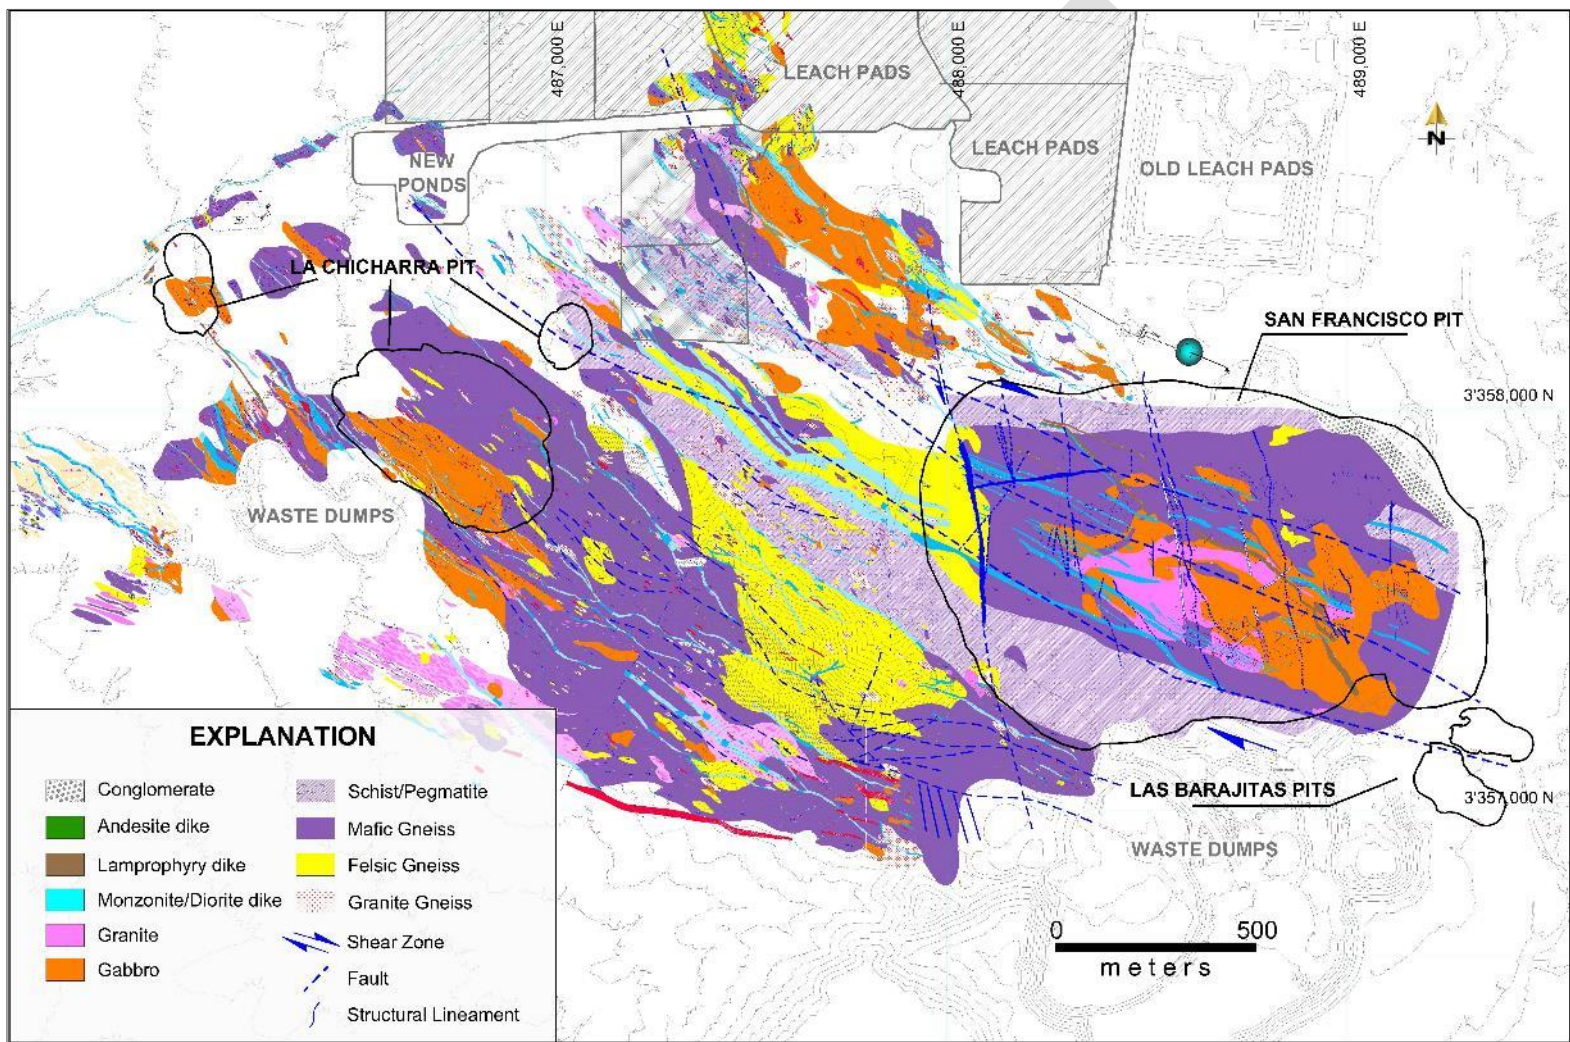 487,000 E
488,000 E
489,000 E
LEACH PADS
N
NEW
PONDS
LEACH PADS
OLD LEACH PADS
LA CHICHARRA PIT
SAN FRANCISCO PIT
3'358,000 N
WASTE DUMPS
LAS BARAJITAS PITS
3'357,000 N
WASTE DUMPS
EXPLANATION
Conglomerate
Andesite dike
Lamprophyry dike
Monzonite/Diorite dike
Granite
Gabbro
Schist/Pegmatite
Mafic Gneiss
Felsic Gneiss
Granite Gneiss
Shear Zone
Fault
Structural Lineament
0 500
meters